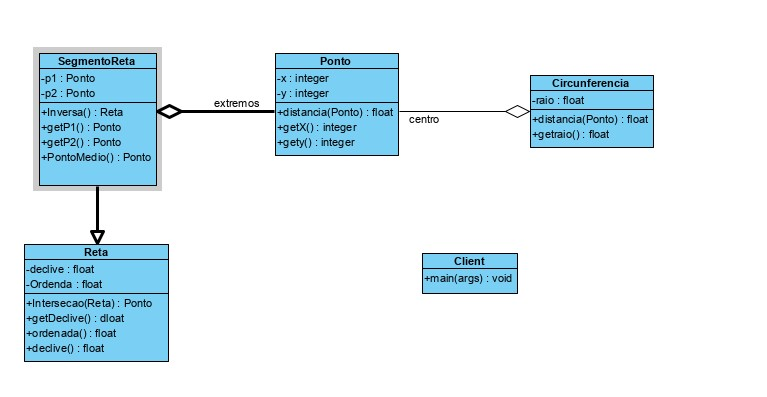 SegmentoReta
-p1 : Ponto
-p2 : Ponto
+Inversa() : Reta
+getP1() : Ponto
+getP2() : Ponto
+PontoMedio() : Ponto
extremos
Ponto
-x : integer
-y : integer
+distancia(Ponto) : float
+getX() : integer
+gety() : integer
centro
Circunferencia
-raio : float
+distancia(Ponto) : float
+getraio() : float
Reta
-declive : float
-Ordenda : float
+Intersecao(Reta) : Ponto
+getDeclive() : dloat
+ordenada() : float
+declive() : float
Client
+main(args) : void